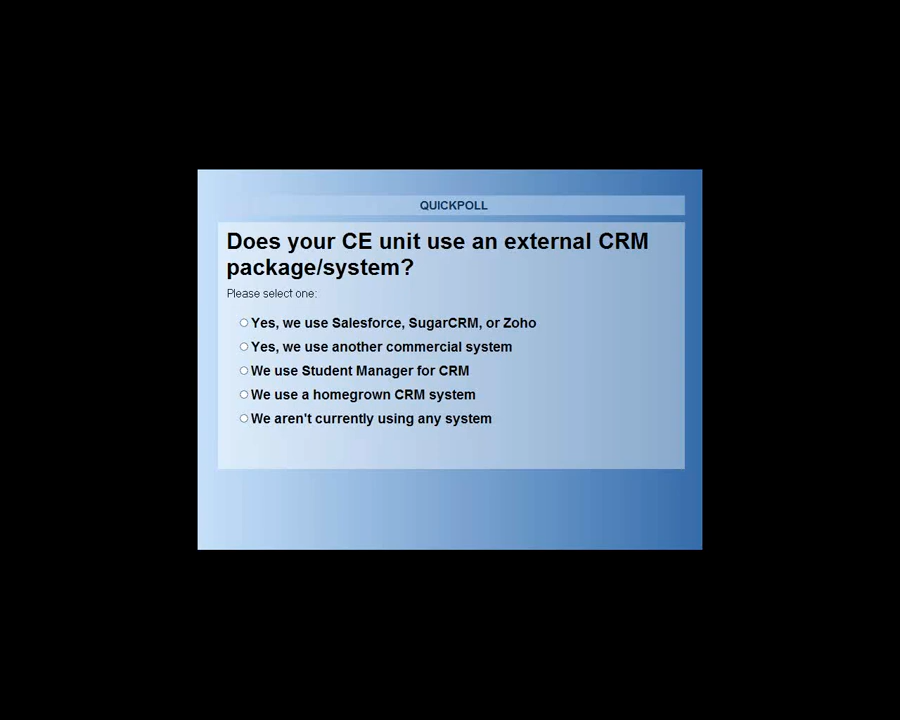 QUICKPOLL
Does your CE unit use an external CRM
package/system?
Please select one:
Yes, we use Salesforce, SugarCRM, or Zoho
Yes, we use another commercial system
We use Student Manager for CRM
We use a homegrown CRM system
We aren't currently using any system